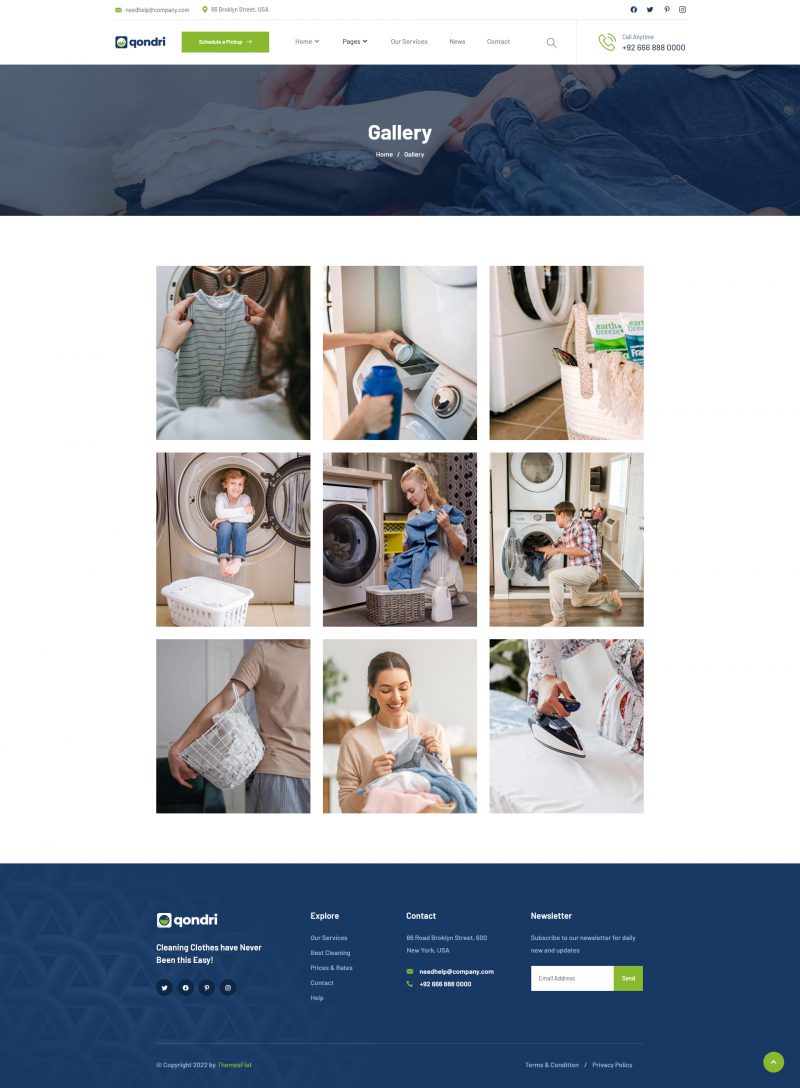 needhelp@company.com
66 Broklyn Street, USA
qondri
Schedule a Pickup
Home
Pages
Our Services
News
Contact
Call Anytime
+92 666 888 0000
Gallery
Home / Gallery
earth breeze
earth breeze
qondri
Cleaning Clothes have Never
Been this Easy!
Explore
Our Services
Best Cleaning
Prices & Rates
Contact
Help
Contact
66 Road Broklyn Street, 600
New York, USA
needhelp@company.com
+92 666 888 0000
Newsletter
Subscribe to our newsletter for daily
new and updates
Email Address
Send
© Copyright 2022 by ThemesFlat
Terms & Condition / Privacy Policy